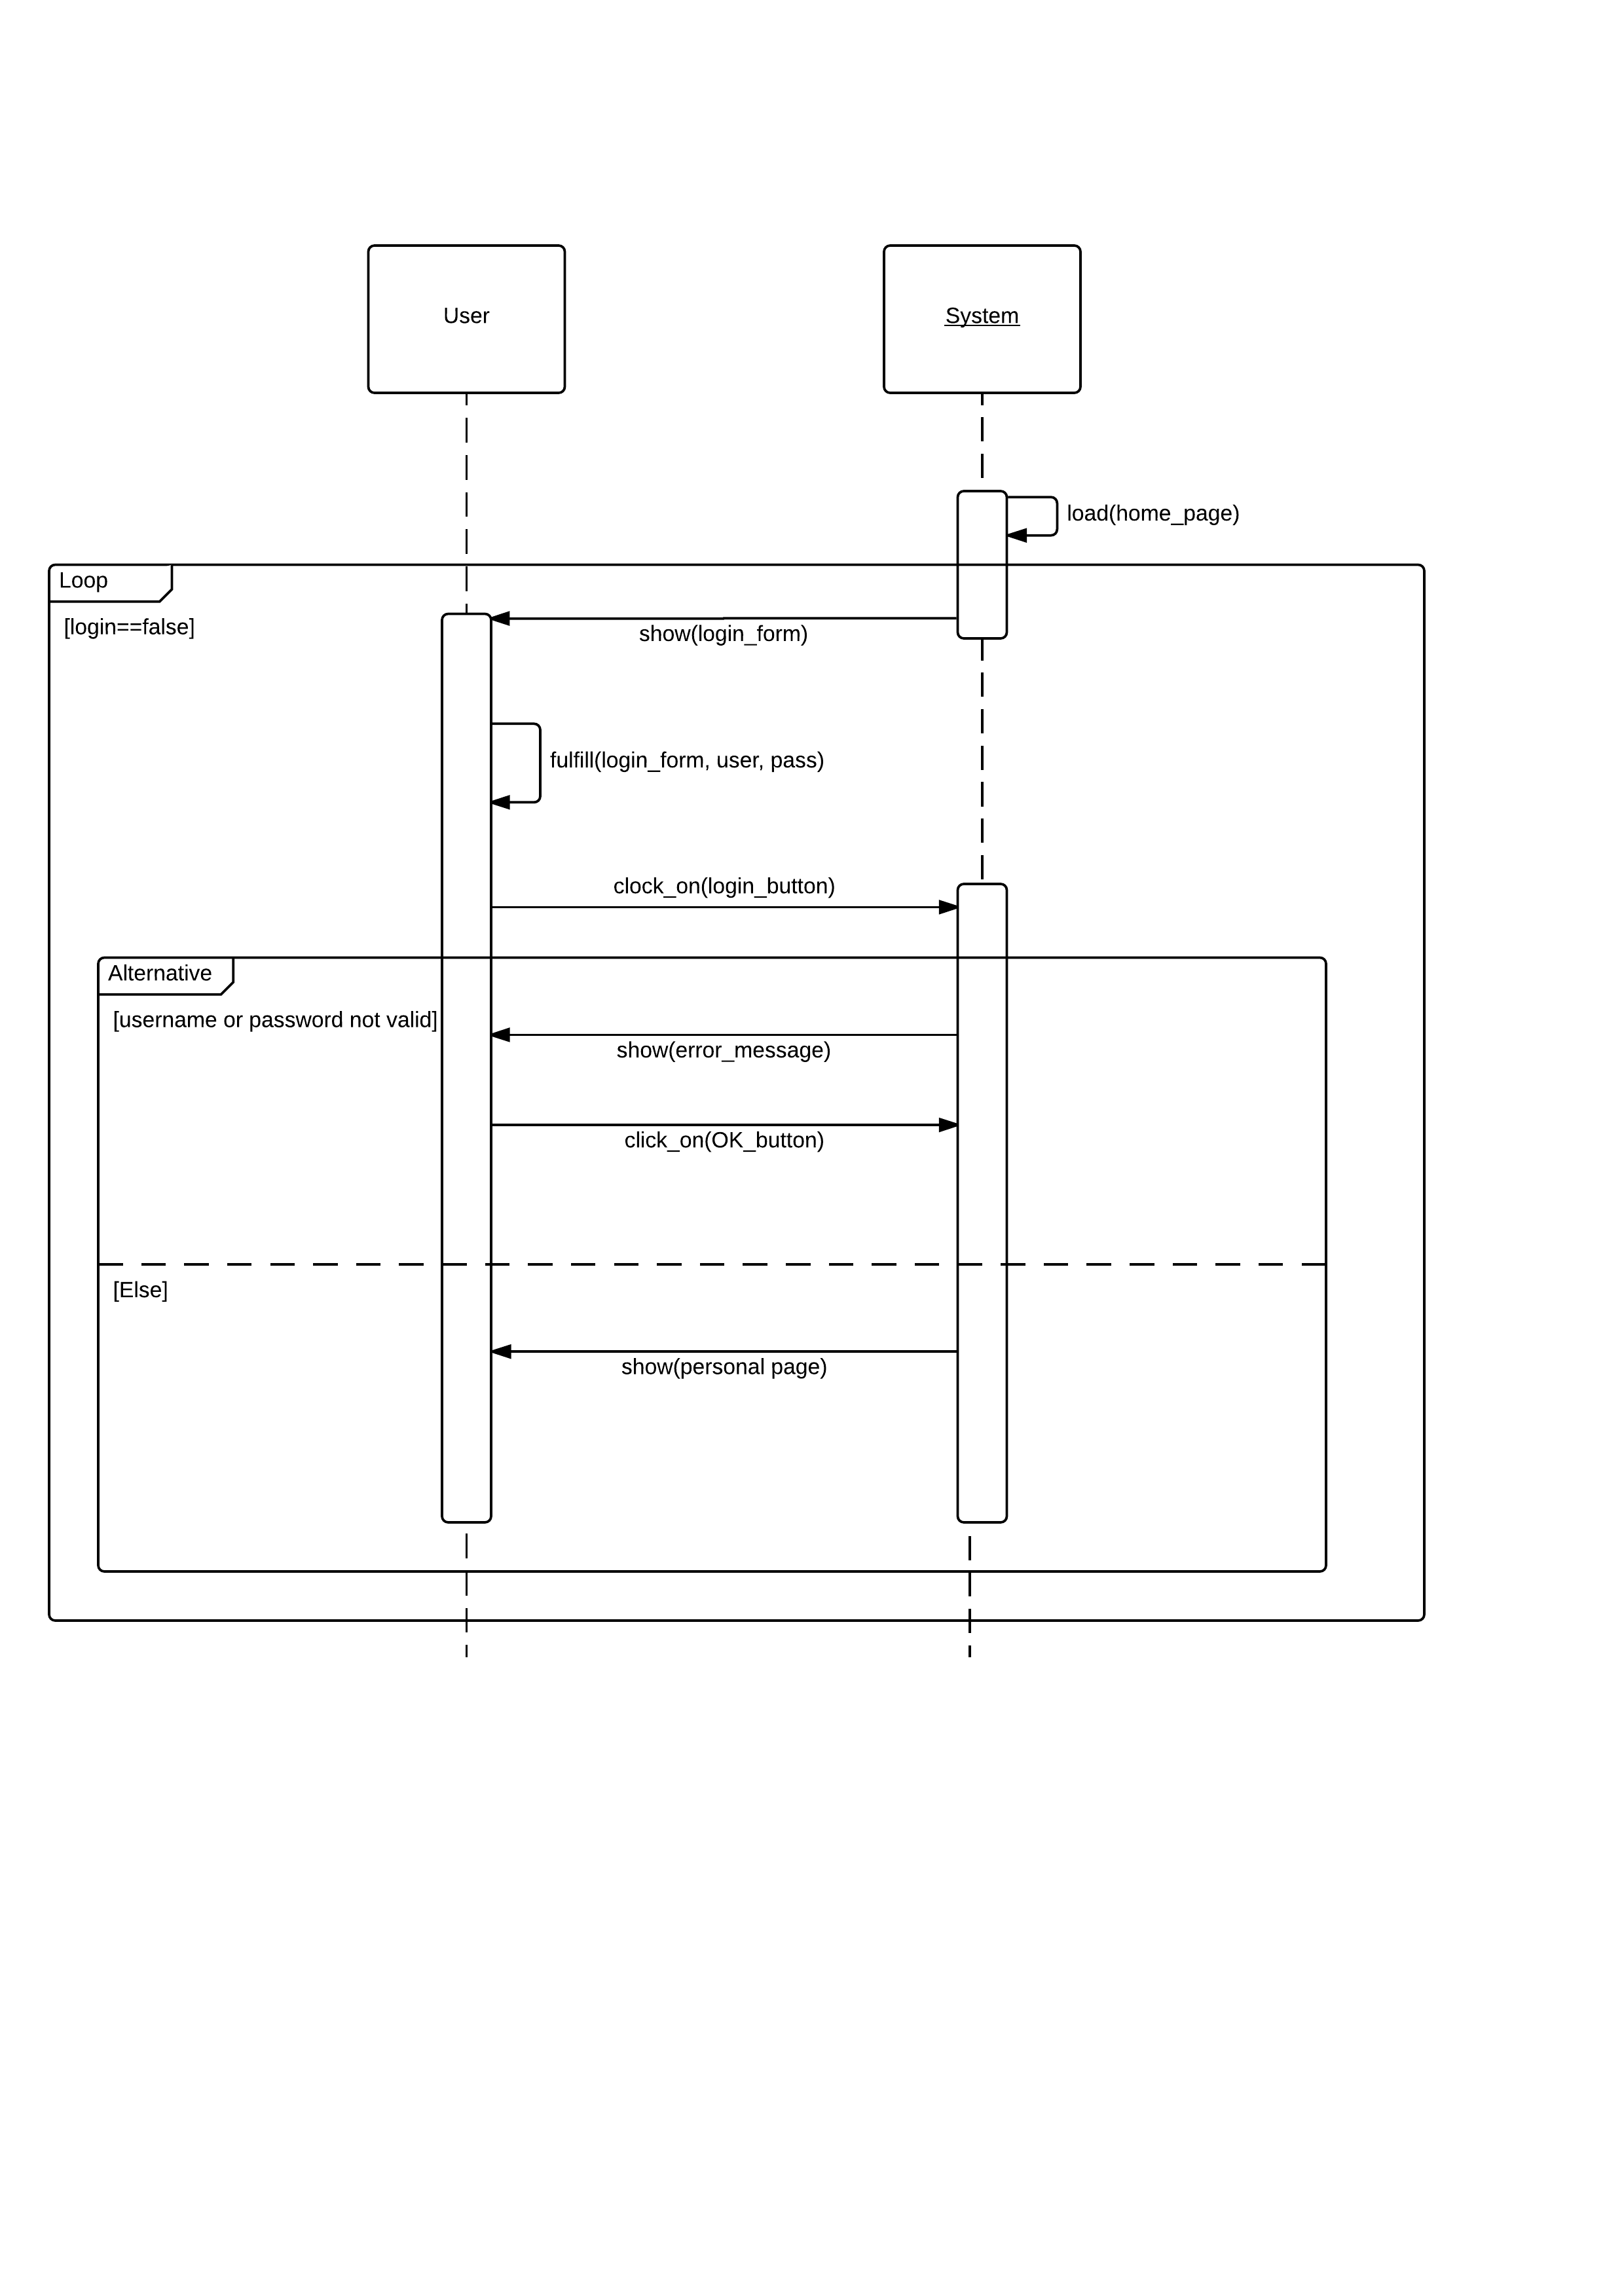 User
System
load(home_page)
Loop
[login==false]
show(login_form)
fulfill(login_form, user, pass)
clock_on(login_button)
Alternative
[username or password not valid]
show(error_message)
click_on(OK_button)
[Else]
show(personal page)